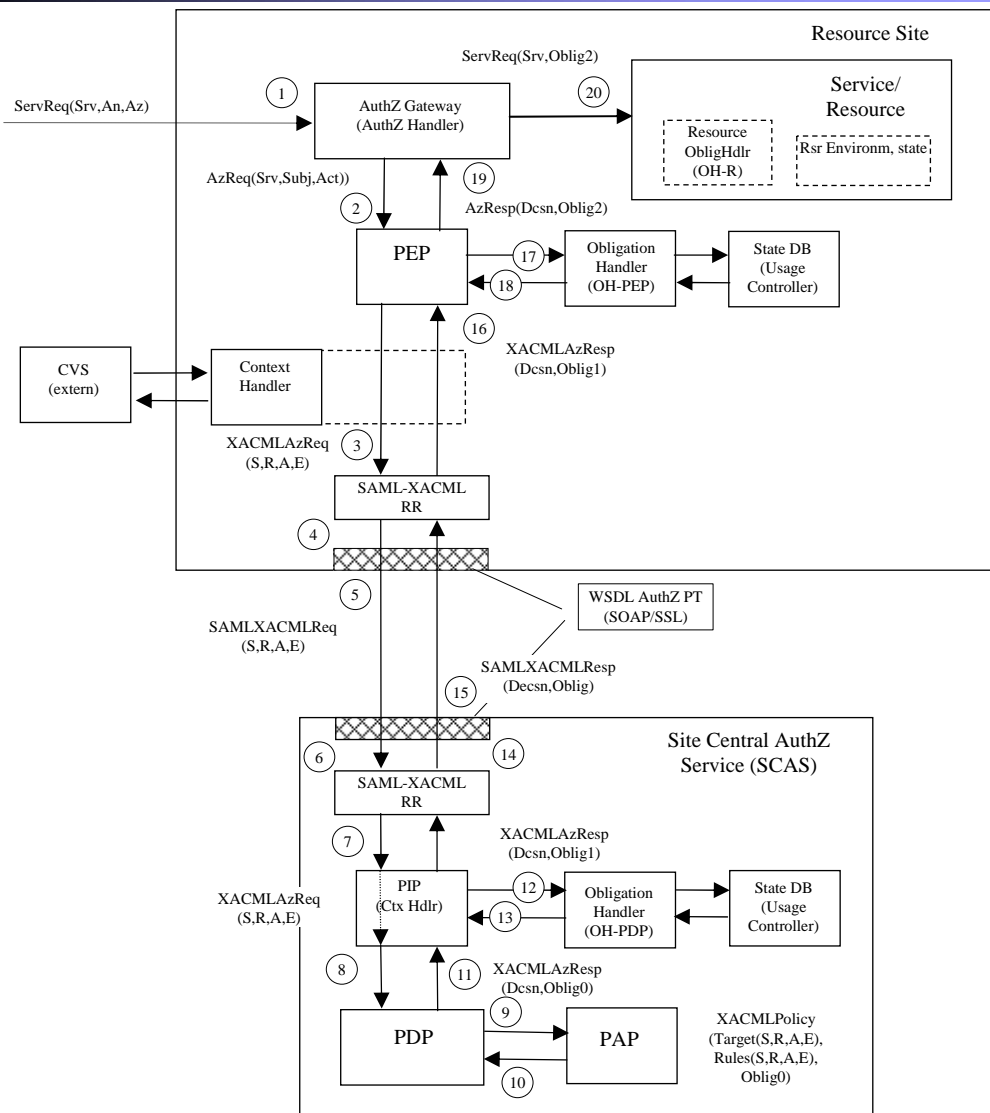 Resource Site
ServReq(Srv,Oblig2)
1
20
ServReq(Srv,An,Az)
AuthZ Gateway
(AuthZ Handler)
Service/
Resource
Resource
ObligHdlr
(OH-R)
Rsr Environm, state
AzReq(Srv,Subj,Act))
19
2
AzResp(Dcsn,Oblig2)
PEP
17
18
Obligation
Handler
(OH-PEP)
State DB
(Usage
Controller)
16
XACMLAzResp
(Dcsn,Oblig1)
CVS
(extern)
Context
Handler
XACMLAzReq
(S,R,A,E)
3
SAML-XACML
RR
4
5
WSDL AuthZ PT
(SOAP/SSL)
SAMLXACMLReq
(S,R,A,E)
SAMLXACMLResp
(Decsn,Oblig)
15
6
14
Site Central AuthZ
Service (SCAS)
SAML-XACML
RR
7
XACMLAzResp
(Dcsn,Oblig1)
XACMLAzReq
(S,R,A,E)
PIP
(Ctx Hdlr)
12
13
Obligation
Handler
(OH-PDP)
State DB
(Usage
Controller)
8
11
XACMLAzResp
(Dcsn,Oblig0)
9
PDP
PAP
10
XACMLPolicy
(Target(S,R,A,E),
Rules(S,R,A,E),
Oblig0)